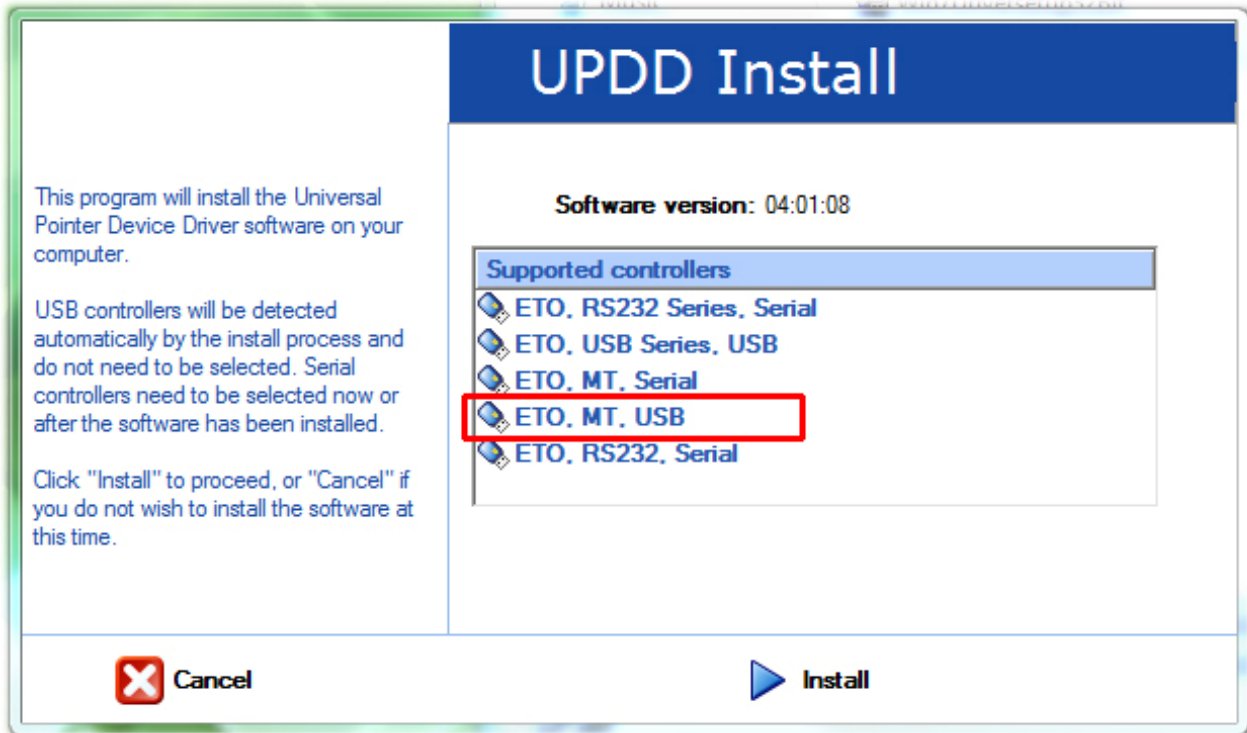 Music
UPDD Install
This program will install the Universal
Pointer Device Driver software on your
computer.
USB controllers will be detected
automatically by the install process and
do not need to be selected. Serial
controllers need to be selected now or
after the software has been installed.
Click "Install" to proceed, or "Cancel" if
you do not wish to install the software at
this time.
Software version: 04:01:08
Supported controllers
ETO, RS232 Series, Serial
ETO, USB Series, USB
ETO, MT, Serial
ETO, MT, USB
ETO, RS232, Serial
Cancel
Install